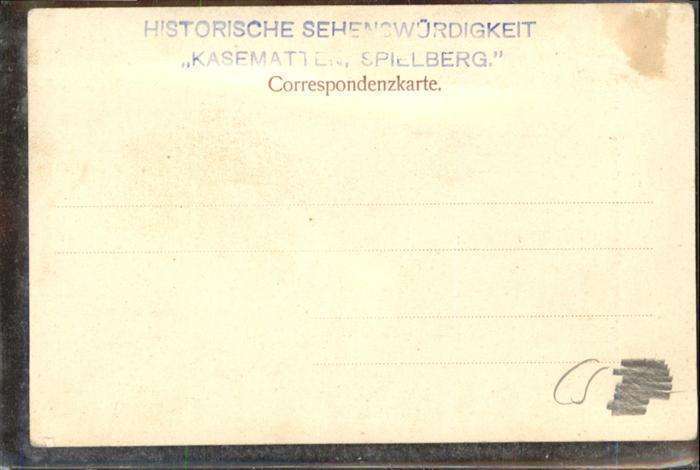 HISTORISCHE SEHENSWÜRDIGKEIT
„KASEMATTEN, SPIELBERG.”
Correspondenzkarte.